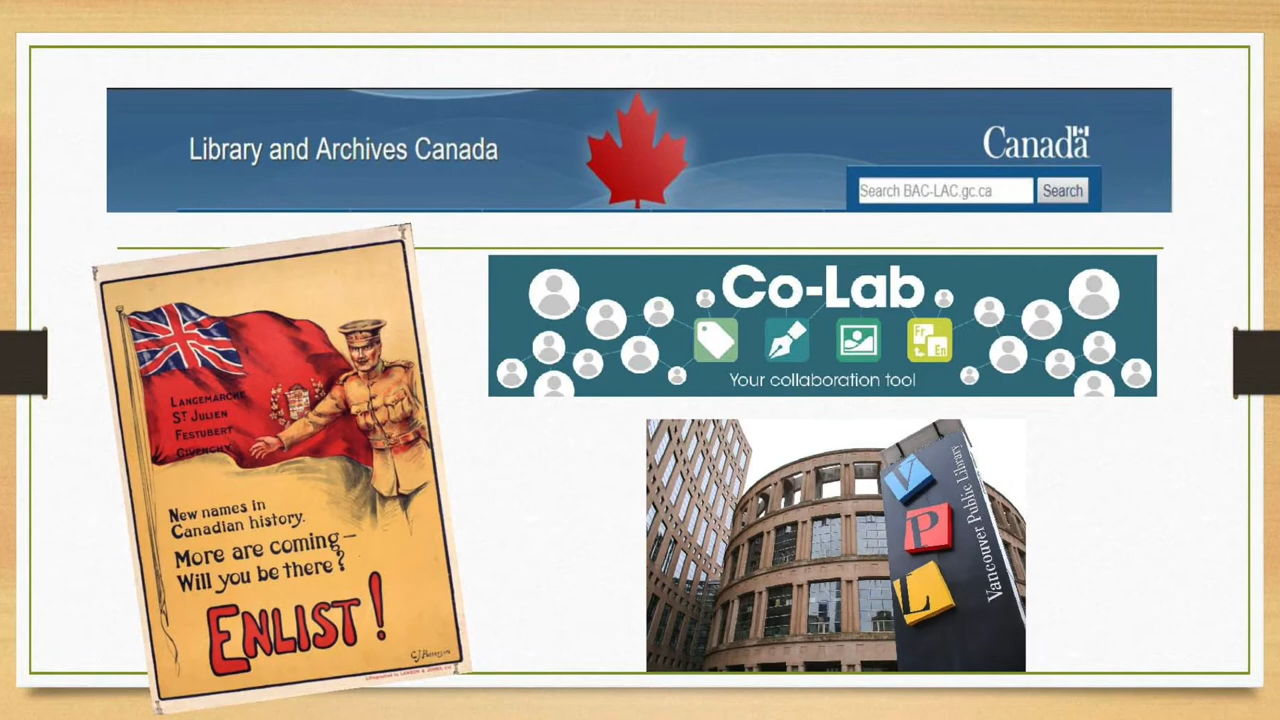 Library and Archives Canada
Canada
Search BAC-LAC.gc.ca
Search
LANGEMARCKE
ST JULIEN
FESTUBERT
GIVENCHY
New names in
Canadian history.
More are coming—
Will you be there?
ENLIST!
Co-Lab
Fr
En
Your collaboration tool
V
P
L
Vancouver Public Library